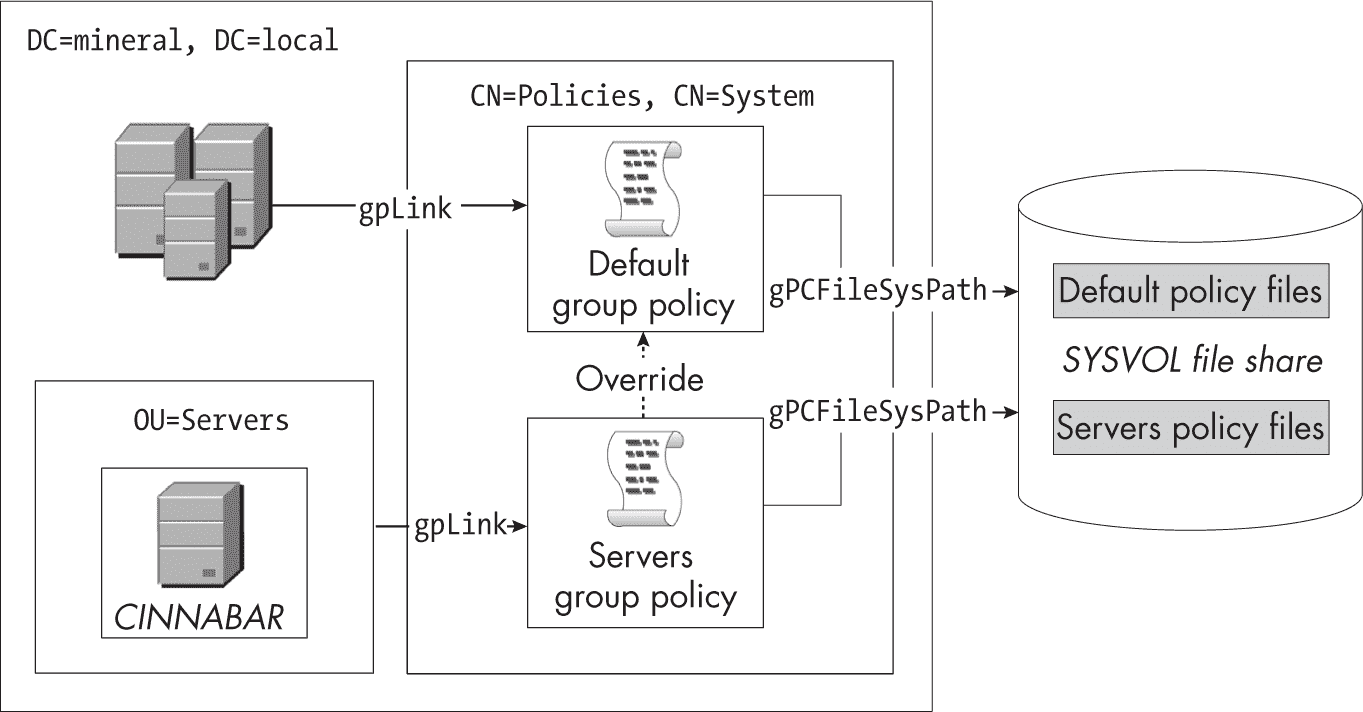 DC=mineral, DC=local
CN=Policies, CN=System
gpLink
Default
group policy
gPCFileSysPath
Default policy files
SYSVOL file share
Override
gPCFileSysPath
Servers policy files
OU=Servers
CINNABAR
gpLink
Servers
group policy